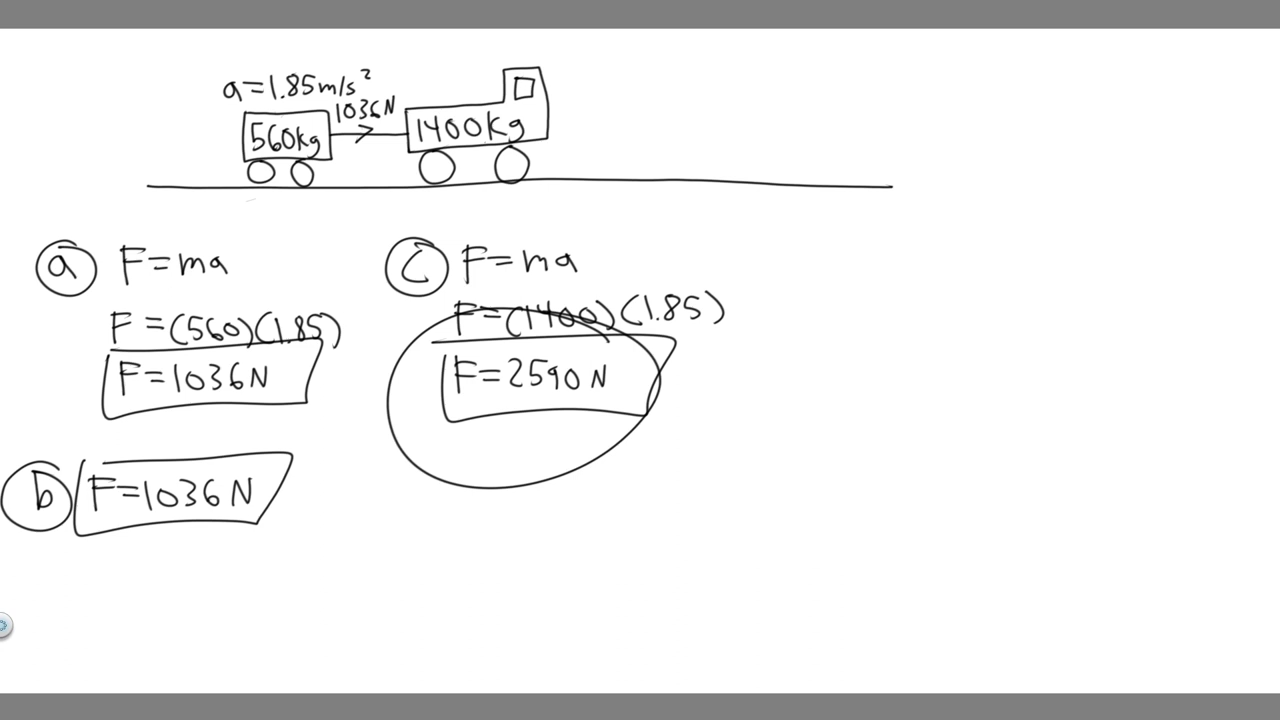 a=1.85m/s²
1036N
560kg
1400kg
a F=ma
F=(560)(1.85)
F=1036N
b F=1036N
c F=ma
F=(1400)(1.85)
F=2590N